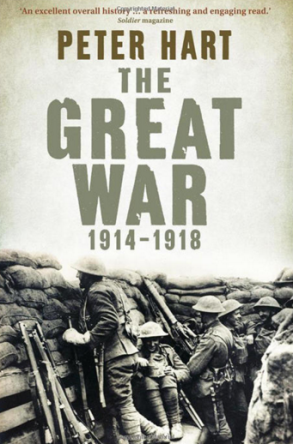 'An excellent overall history ... a refreshing and engaging read.'
Soldier magazine
PETER HART
THE
GREAT
WAR
1914–1918